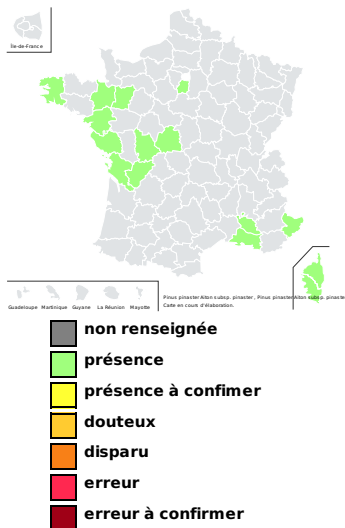 Île-de-France
Guadeloupe Martinique Guyane La Réunion Mayotte
Pinus pinaster Aiton subsp. pinaster , Pinus pinaster Aiton subsp. pinaste
Carte en cours d'élaboration.
non renseignée
présence
présence à confimer
douteux
disparu
erreur
erreur à confirmer